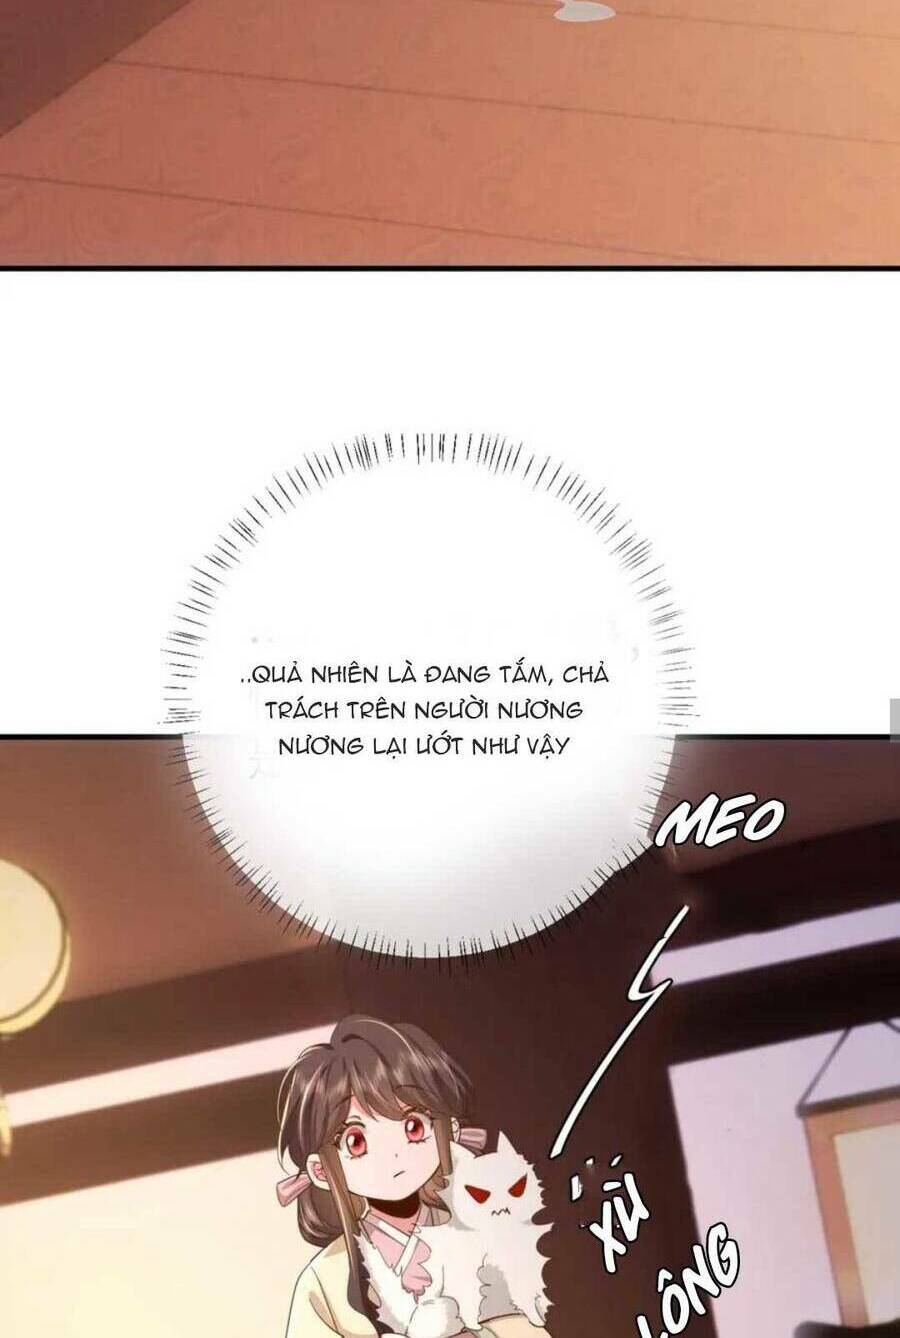 ..QUẢ NHIÊN LÀ ĐANG TẮM, CHẢ
TRÁCH TRÊN NGƯỜI NƯƠNG
NƯƠNG LẠI ƯỚT NHƯ VẬY
MEO
XÙ
LÔNG